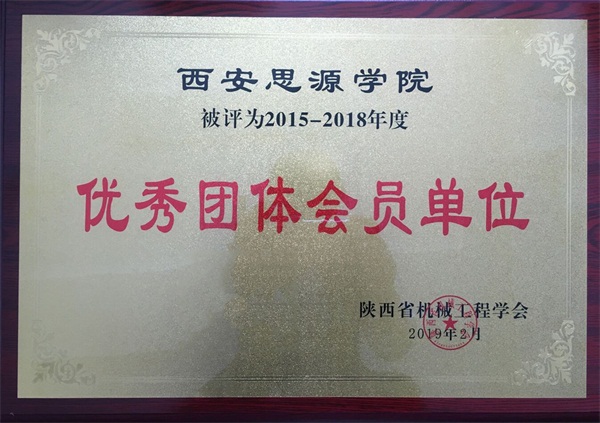 西安思源学院
被评为2015-2018年度
优秀团体会员单位
陕西省机械工程学会
2019年2月